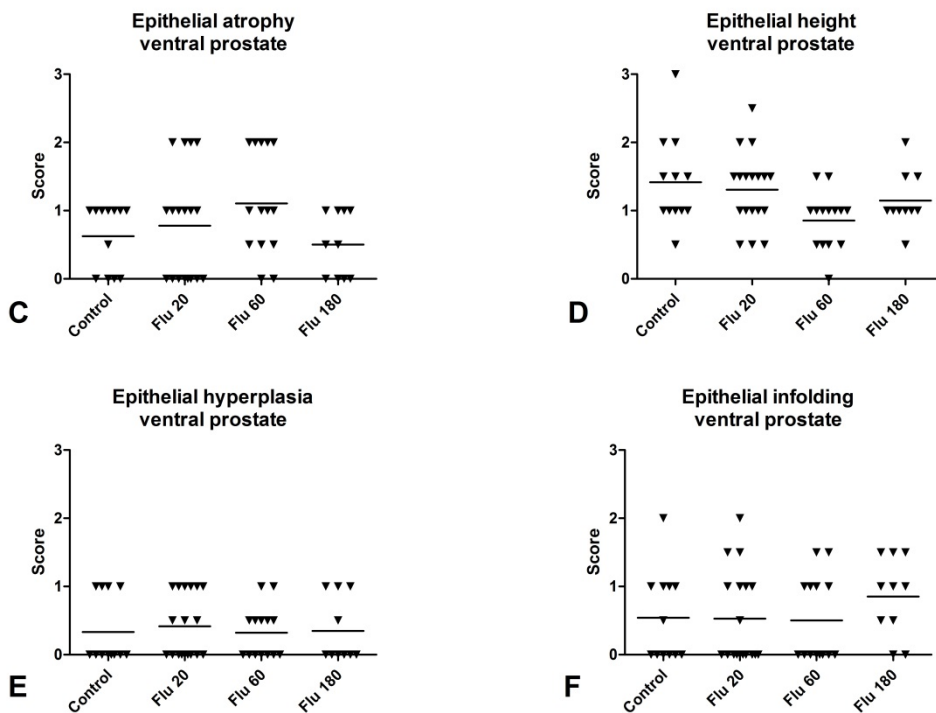 Epithelial atrophy
ventral prostate
3
2
1
0
Score
Control
Flu 20
Flu 60
Flu 180
C
Epithelial height
ventral prostate
3
2
1
0
Score
Control
Flu 20
Flu 60
Flu 180
D
Epithelial hyperplasia
ventral prostate
3
2
1
0
Score
Control
Flu 20
Flu 60
Flu 180
E
Epithelial infolding
ventral prostate
3
2
1
0
Score
Control
Flu 20
Flu 60
Flu 180
F